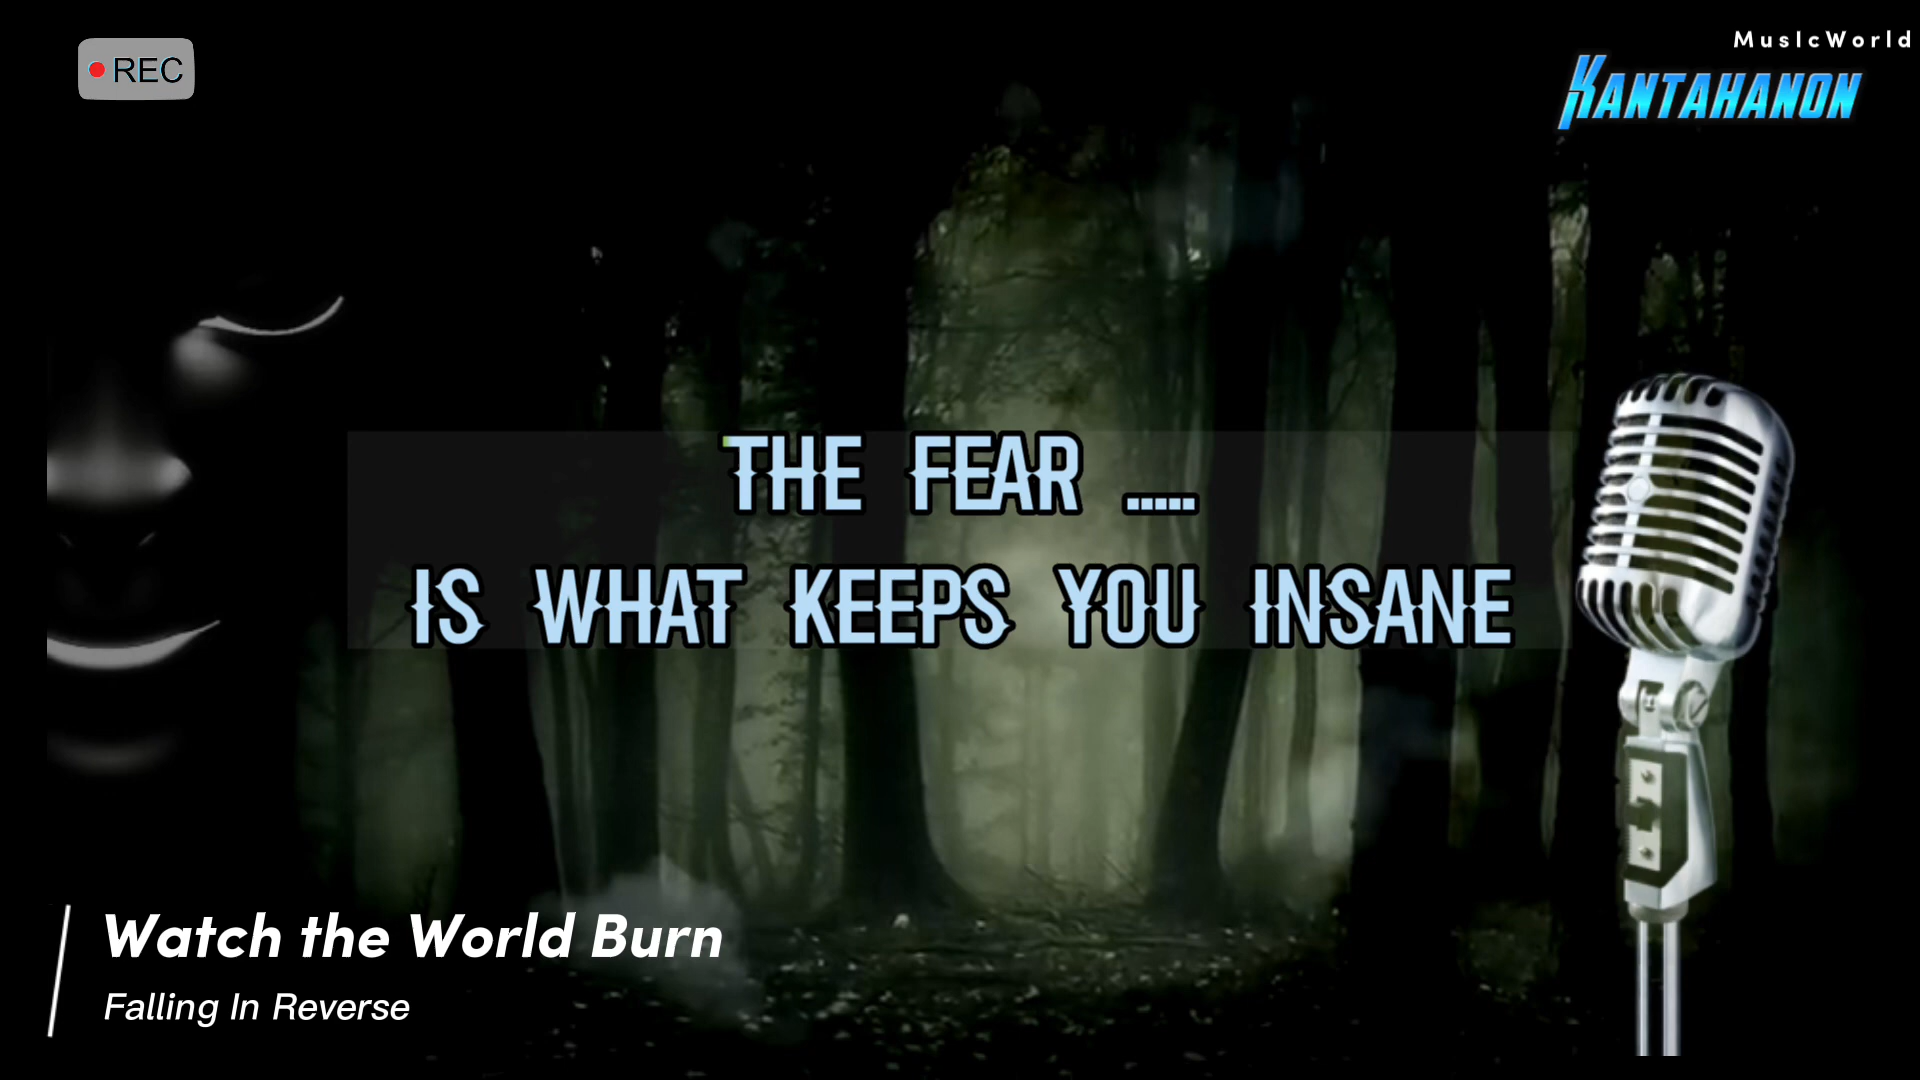 REC
MusIcWorld
KANTAHANON
THE FEAR .....
IS WHAT KEEPS YOU INSANE
Watch the World Burn
Falling In Reverse